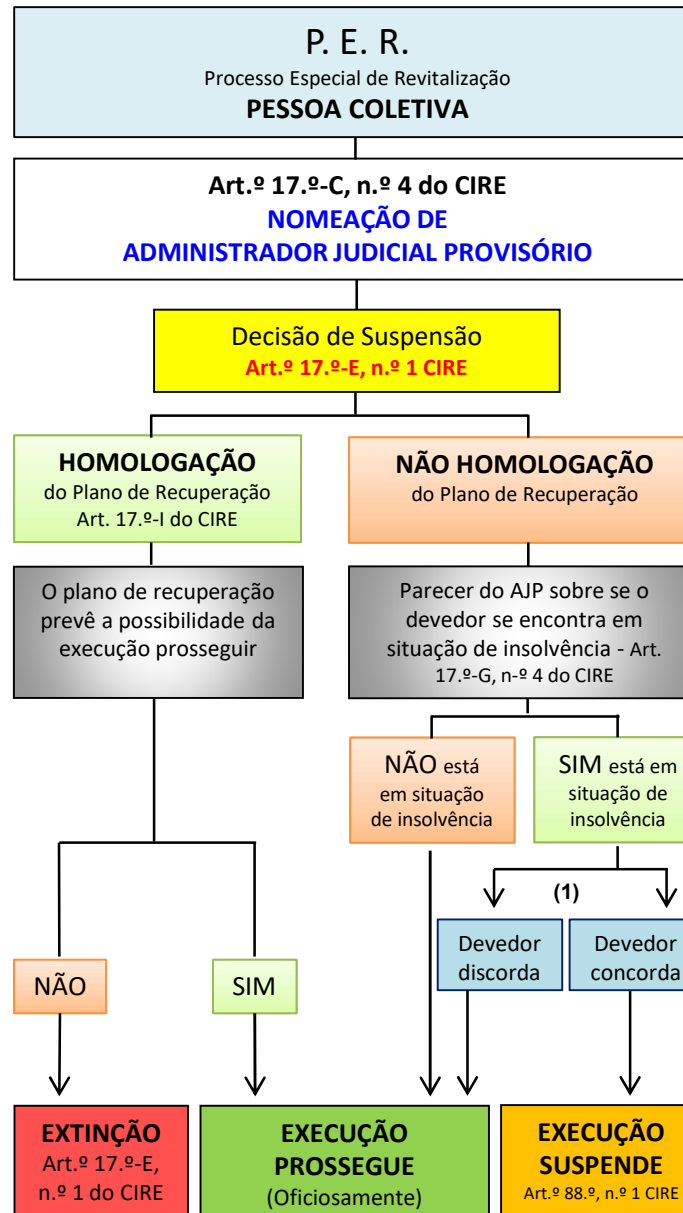 P. E. R.
Processo Especial de Revitalização
PESSOA COLETIVA
Art.º 17.º-C, n.º 4 do CIRE
NOMEAÇÃO DE
ADMINISTRADOR JUDICIAL PROVISÓRIO
Decisão de Suspensão
Art.º 17.º-E, n.º 1 CIRE
HOMOLOGAÇÃO
do Plano de Recuperação
Art. 17.º-I do CIRE
NÃO HOMOLOGAÇÃO
do Plano de Recuperação
O plano de recuperação
prevê a possibilidade da
execução prosseguir
Parecer do AJP sobre se o
devedor se encontra em
situação de insolvência - Art.
17.º-G, n-º 4 do CIRE
NÃO está
em situação
de insolvência
SIM está em
situação de
insolvência
(1)
Devedor
discorda
Devedor
concorda
NÃO
SIM
EXTINÇÃO
Art.º 17.º-E,
n.º 1 do CIRE
EXECUÇÃO
PROSSEGUE
(Oficiosamente)
EXECUÇÃO
SUSPENDE
Art.º 88.º, n.º 1 CIRE